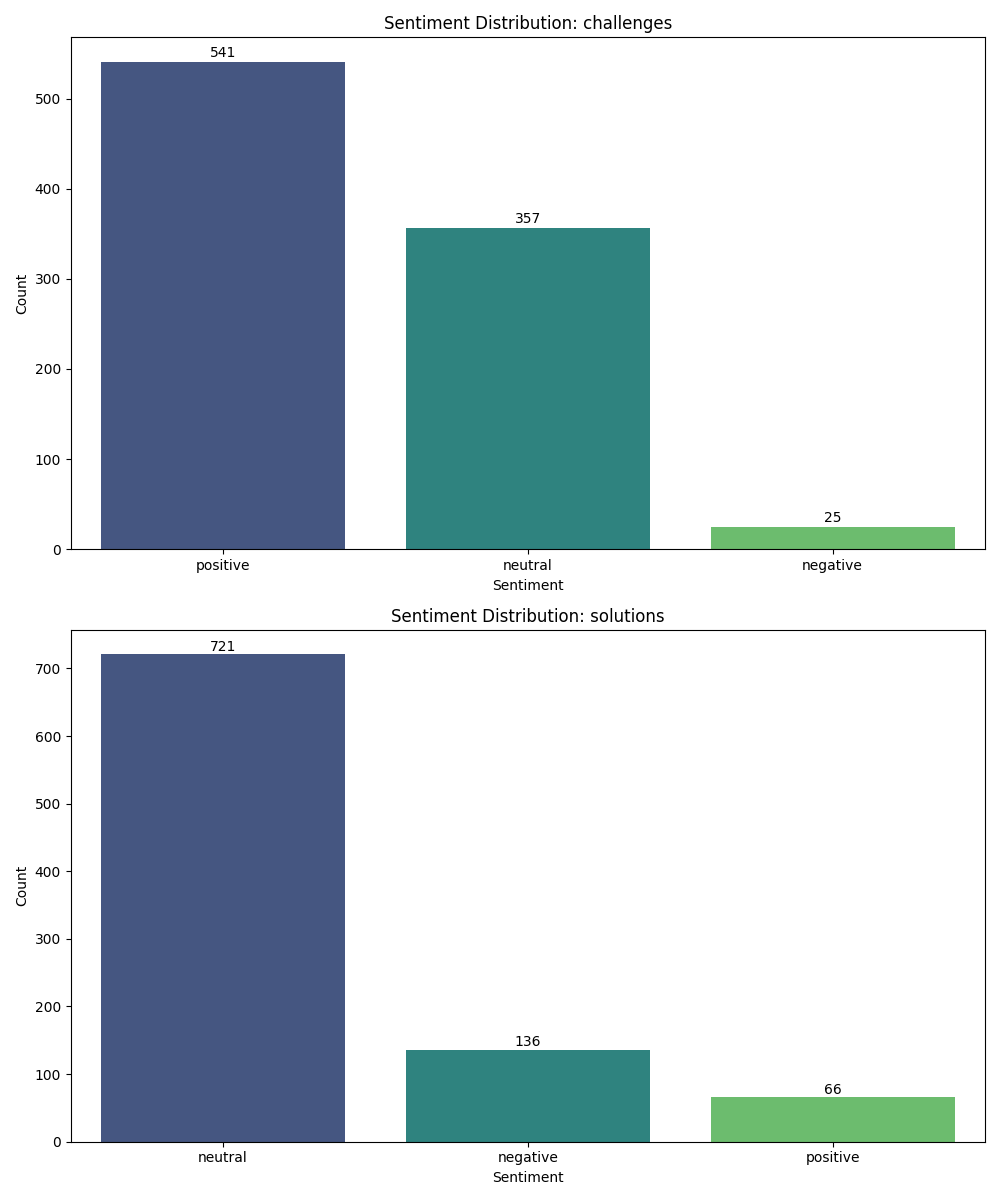 Sentiment Distribution: challenges
541
500
357
400
300
Count
200
100
25
0
positive neutral negative
Sentiment
Sentiment Distribution: solutions
721
700
600
500
400
Count
300
200
136
100
66
0
neutral negative positive
Sentiment